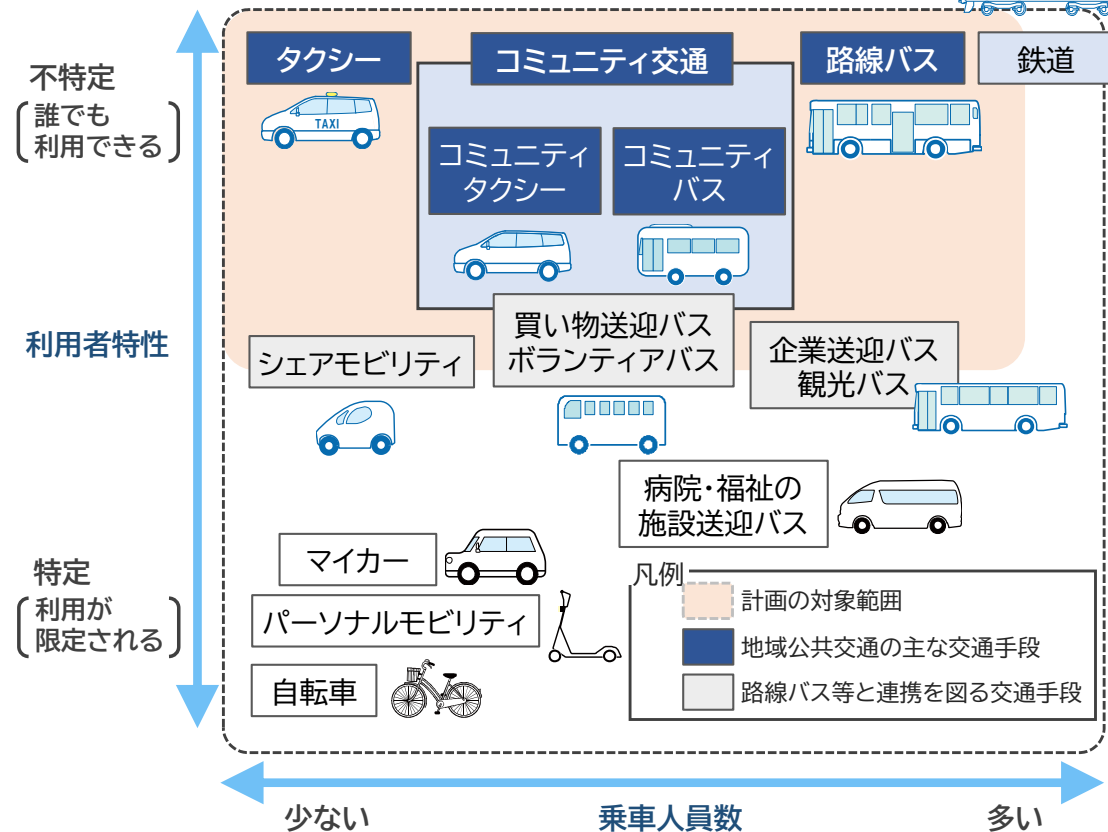 タクシー
コミュニティ交通
路線バス
鉄道
不特定
誰でも
利用できる
TAXI
コミュニティ
タクシー
コミュニティ
バス
利用者特性
シェアモビリティ
買い物送迎バス
ボランティアバス
企業送迎バス
観光バス
病院・福祉の
施設送迎バス
マイカー
特定
利用が
限定される
パーソナルモビリティ
自転車
凡例
計画の対象範囲
地域公共交通の主な交通手段
路線バス等と連携を図る交通手段
少ない
乗車人員数
多い